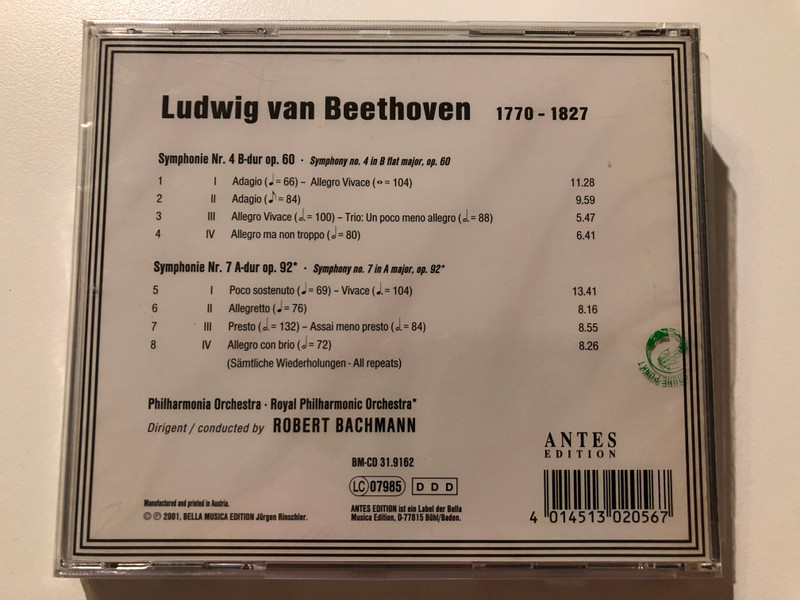 Ludwig van Beethoven 1770 - 1827
Symphonie Nr. 4 B-dur op. 60 · Symphony no. 4 in B flat major, op. 60
1 I Adagio (♩= 66) – Allegro Vivace (𝅝 = 104) 11.28
2 II Adagio (♪= 84) 9.59
3 III Allegro Vivace (𝅗𝅥.= 100) – Trio: Un poco meno allegro (𝅗𝅥.= 88) 5.47
4 IV Allegro ma non troppo (𝅗𝅥= 80) 6.41
Symphonie Nr. 7 A-dur op. 92* · Symphony no. 7 in A major, op. 92*
5 I Poco sostenuto (♩= 69) – Vivace (♩.= 104) 13.41
6 II Allegretto (♩= 76) 8.16
7 III Presto (𝅗𝅥.= 132) – Assai meno presto (𝅗𝅥.= 84) 8.55
8 IV Allegro con brio (𝅗𝅥= 72) 8.26
(Sämtliche Wiederholungen - All repeats)
Philharmonia Orchestra · Royal Philharmonic Orchestra*
Dirigent / conducted by ROBERT BACHMANN
ANTES
EDITION
BM-CD 31.9162
LC 07985 D D D
Manufactured and printed in Austria.
© ℗ 2001, BELLA MUSICA EDITION Jürgen Rinschler.
ANTES EDITION ist ein Label der Bella
Musica Edition, D-77815 Bühl/Baden.
4 014513 020567